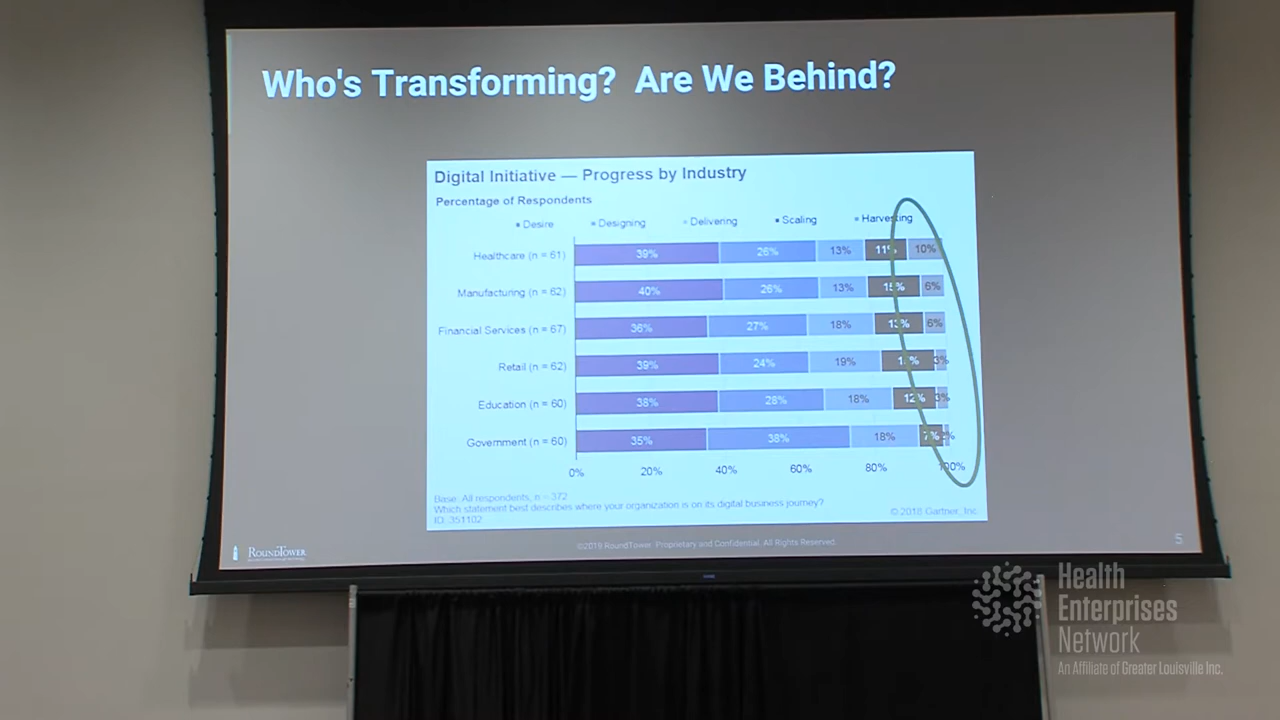 Who's Transforming? Are We Behind?
Digital Initiative — Progress by Industry
Percentage of Respondents
Desire Designing Delivering Scaling Harvesting
Healthcare (n = 61) 39% 26% 13% 11% 10%
Manufacturing (n = 62) 40% 26% 13% 15% 6%
Financial Services (n = 67) 36% 27% 18% 13% 6%
Retail (n = 62) 39% 24% 19% 3%
Education (n = 60) 38% 28% 18% 12% 3%
Government (n = 60) 35% 38% 18% 7% 2%
0% 20% 40% 60% 80% 100%
Base: All respondents, n = 372
Which statement best describes where your organization is on its digital business journey?
ID: 351102
© 2018 Gartner, Inc.
ROUNDTOWER
©2019 RoundTower. Proprietary and Confidential. All Rights Reserved.
5
Health
Enterprises
Network
An Affiliate of Greater Louisville Inc.